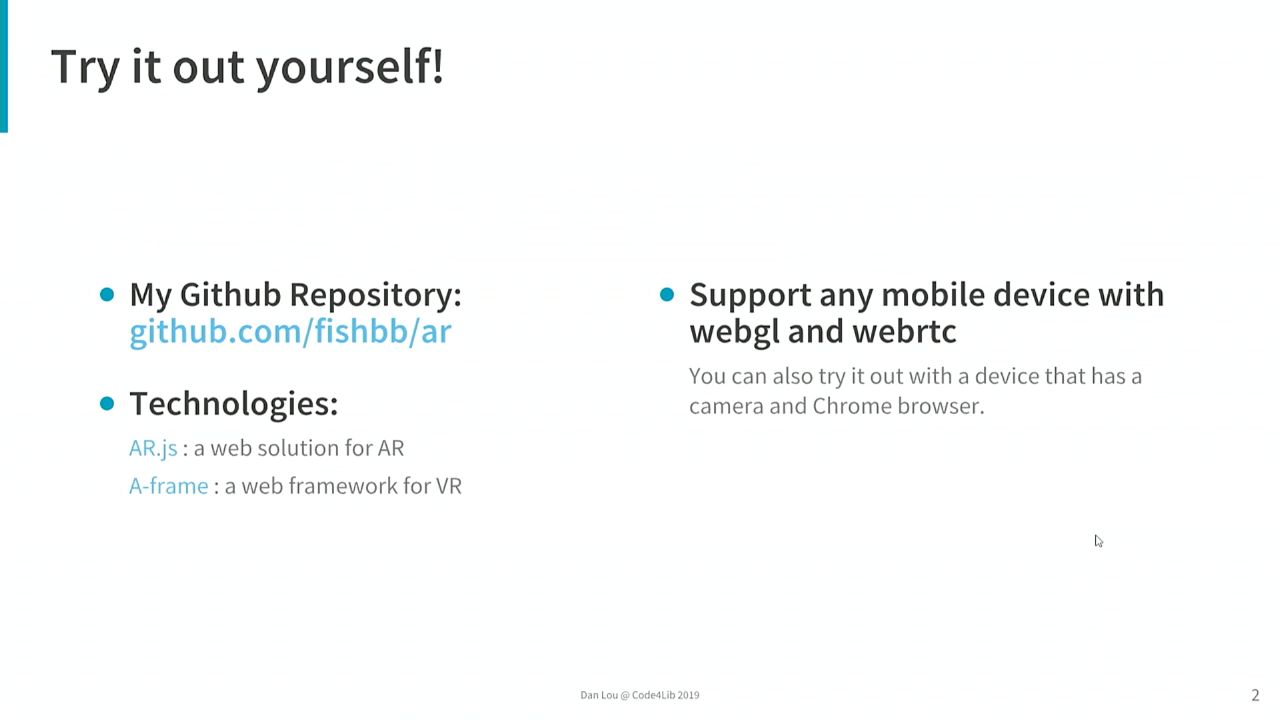 Try it out yourself!
My Github Repository:
github.com/fishbb/ar
Technologies:
AR.js : a web solution for AR
A-frame : a web framework for VR
Support any mobile device with
webgl and webrtc
You can also try it out with a device that has a
camera and Chrome browser.
Dan Lou @ Code4Lib 2019
2